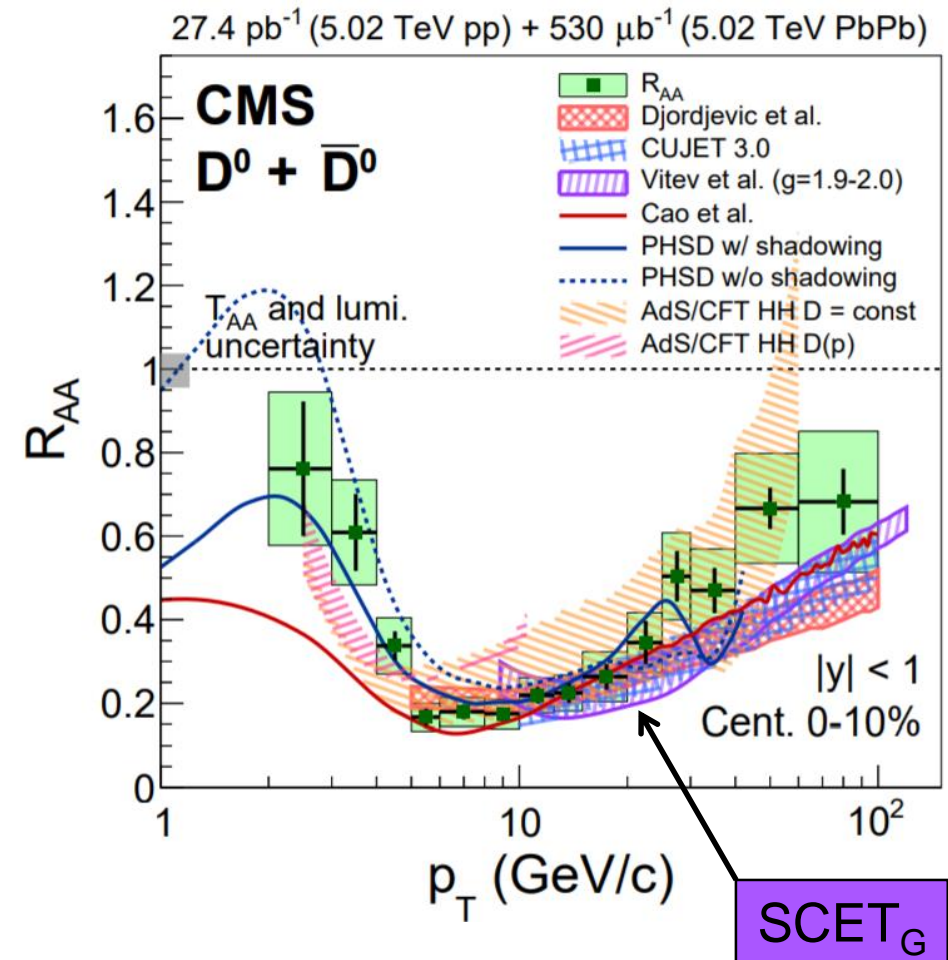 27.4 pb⁻¹ (5.02 TeV pp) + 530 μb⁻¹ (5.02 TeV PbPb)
CMS
D⁰ + D̅⁰
R_AA
Djordjevic et al.
CUJET 3.0
Vitev et al. (g=1.9-2.0)
Cao et al.
PHSD w/ shadowing
PHSD w/o shadowing
AdS/CFT HH D = const
AdS/CFT HH D(p)
T_AA and lumi.
uncertainty
R_AA
1.6
1.4
1.2
1
0.8
0.6
0.4
0.2
0
|y| < 1
Cent. 0-10%
1
10
10²
p_T (GeV/c)
SCET_G